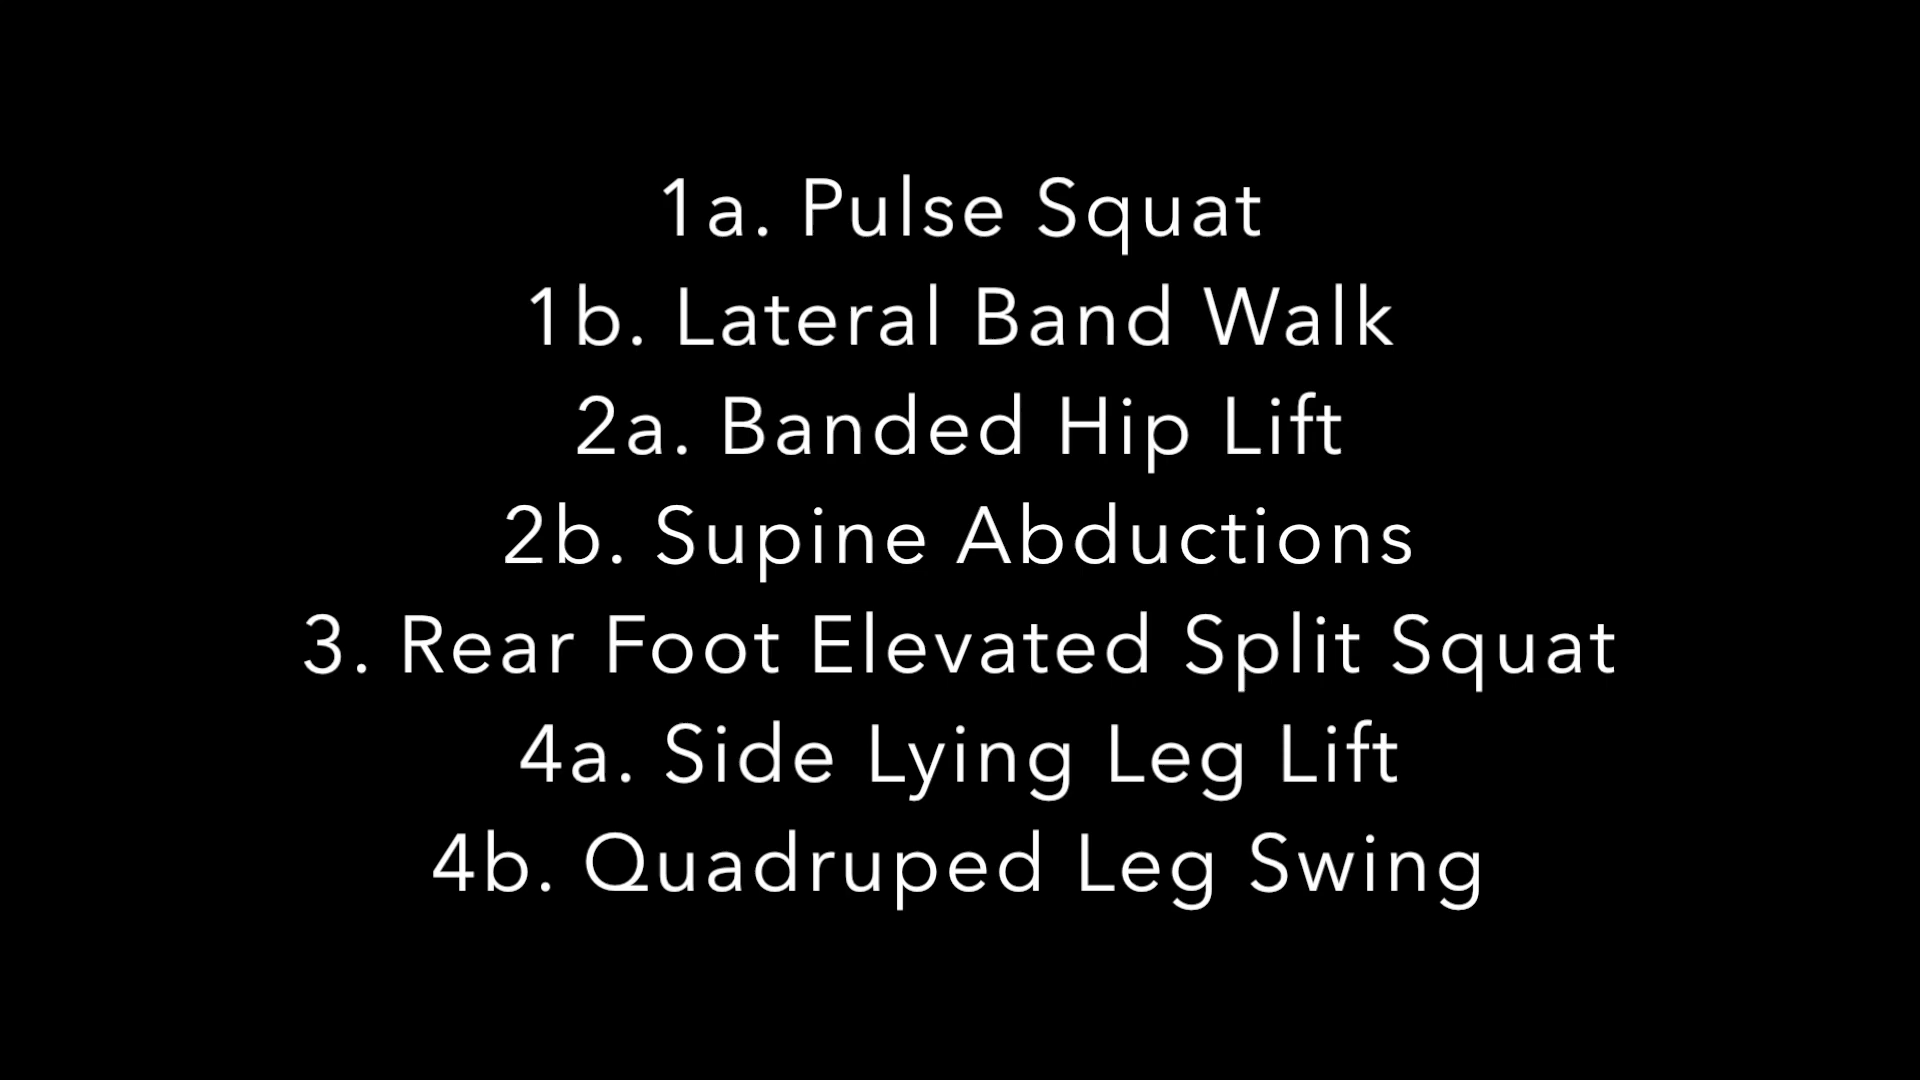 1a. Pulse Squat
1b. Lateral Band Walk
2a. Banded Hip Lift
2b. Supine Abductions
3. Rear Foot Elevated Split Squat
4a. Side Lying Leg Lift
4b. Quadruped Leg Swing